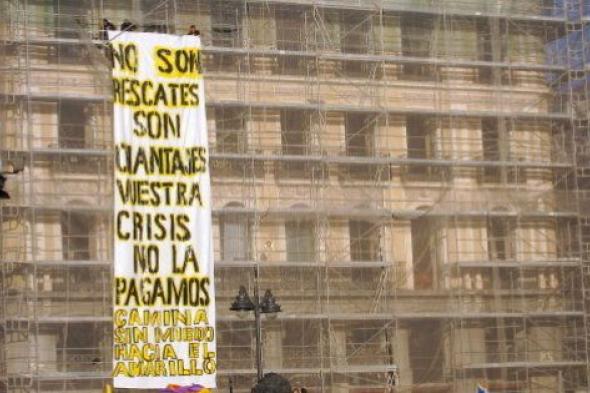 NO SON
RESCATES
SON
CHANTAJES
VUESTRA
CRISIS
NO LA
PAGAMOS
CAMINA
SIN MIEDO
HACIA EL
AMARILLO